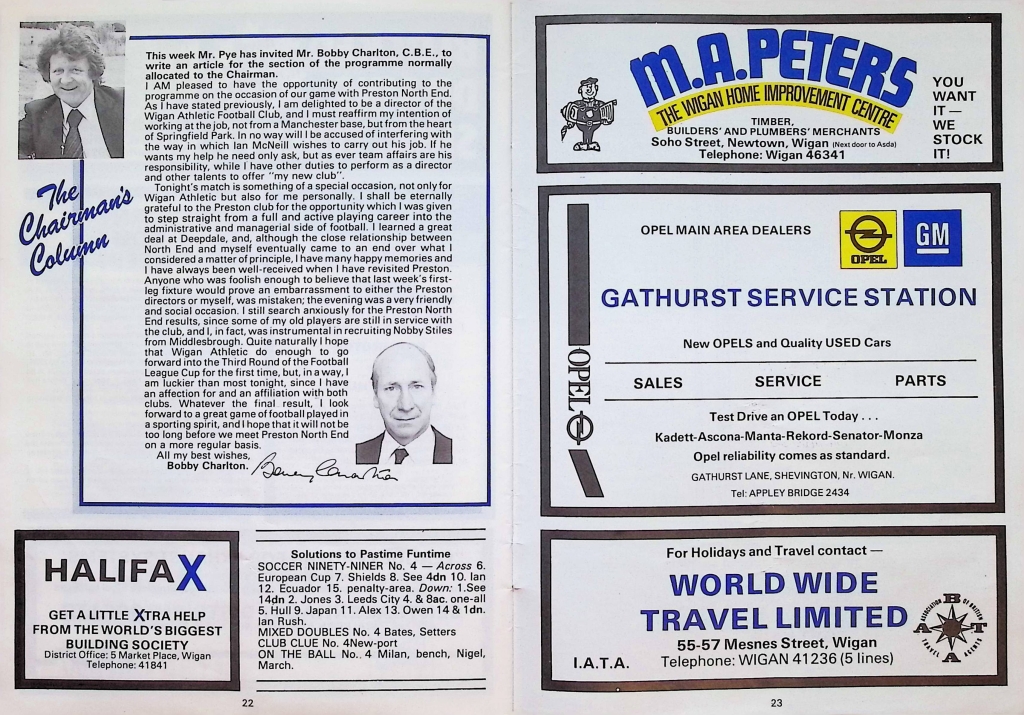 The
Chairman's
Column
This week Mr. Pye has invited Mr. Bobby Charlton, C.B.E., to
write an article for the section of the programme normally
allocated to the Chairman.
I AM pleased to have the opportunity of contributing to the
programme on the occasion of our game with Preston North End.
As I have stated previously, I am delighted to be a director of the
Wigan Athletic Football Club, and I must reaffirm my intention of
working at the job, not from a Manchester base, but from the heart
of Springfield Park. In no way will I be accused of interfering with
the way in which Ian McNeill wishes to carry out his job. If he
wants my help he need only ask, but as ever team affairs are his
responsibility, while I have other duties to perform as a director
and other talents to offer "my new club".
Tonight's match is something of a special occasion, not only for
Wigan Athletic but also for me personally. I shall be eternally
grateful to the Preston club for the opportunity which I was given
to step straight from a full and active playing career into the
administrative and managerial side of football. I learned a great
deal at Deepdale, and, although the close relationship between
North End and myself eventually came to an end over what I
considered a matter of principle, I have many happy memories and
I have always been well-received when I have revisited Preston.
Anyone who was foolish enough to believe that last week's first-
leg fixture would prove an embarrassment to either the Preston
directors or myself, was mistaken; the evening was a very friendly
and social occasion. I still search anxiously for the Preston North
End results, since some of my old players are still in service with
the club, and I, in fact, was instrumental in recruiting Nobby Stiles
from Middlesbrough. Quite naturally I hope
that Wigan Athletic do enough to go
forward into the Third Round of the Football
League Cup for the first time, but, in a way, I
am luckier than most tonight, since I have
an affection for and an affiliation with both
clubs. Whatever the final result, I look
forward to a great game of football played in
a sporting spirit, and I hope that it will not be
too long before we meet Preston North End
on a more regular basis.
All my best wishes,
Bobby Charlton.
Bobby Charlton
HALIFAX
GET A LITTLE XTRA HELP
FROM THE WORLD'S BIGGEST
BUILDING SOCIETY
District Office: 5 Market Place, Wigan
Telephone: 41841
Solutions to Pastime Funtime
SOCCER NINETY-NINER No. 4 — Across 6.
European Cup 7. Shields 8. See 4dn 10. Ian
12. Ecuador 15. penalty-area. Down: 1.See
14dn 2. Jones 3. Leeds City 4. & 8ac. one-all
5. Hull 9. Japan 11. Alex 13. Owen 14 & 1dn.
Ian Rush.
MIXED DOUBLES No. 4 Bates, Setters
CLUB CLUE No. 4New-port
ON THE BALL No.. 4 Milan, bench, Nigel,
March.
22
M.A.PETERS
THE WIGAN HOME IMPROVEMENT CENTRE
TIMBER,
BUILDERS' AND PLUMBERS' MERCHANTS
Soho Street, Newtown, Wigan (Next door to Asda)
Telephone: Wigan 46341
YOU
WANT
IT —
WE
STOCK
IT!
OPEL MAIN AREA DEALERS
OPEL
GM
GATHURST SERVICE STATION
New OPELS and Quality USED Cars
SALES SERVICE PARTS
OPEL
Test Drive an OPEL Today . . .
Kadett-Ascona-Manta-Rekord-Senator-Monza
Opel reliability comes as standard.
GATHURST LANE, SHEVINGTON, Nr. WIGAN.
Tel: APPLEY BRIDGE 2434
For Holidays and Travel contact —
WORLD WIDE
TRAVEL LIMITED
55-57 Mesnes Street, Wigan
I.A.T.A. Telephone: WIGAN 41236 (5 lines)
ABTA
ASSOCIATION OF BRITISH TRAVEL AGENTS
23